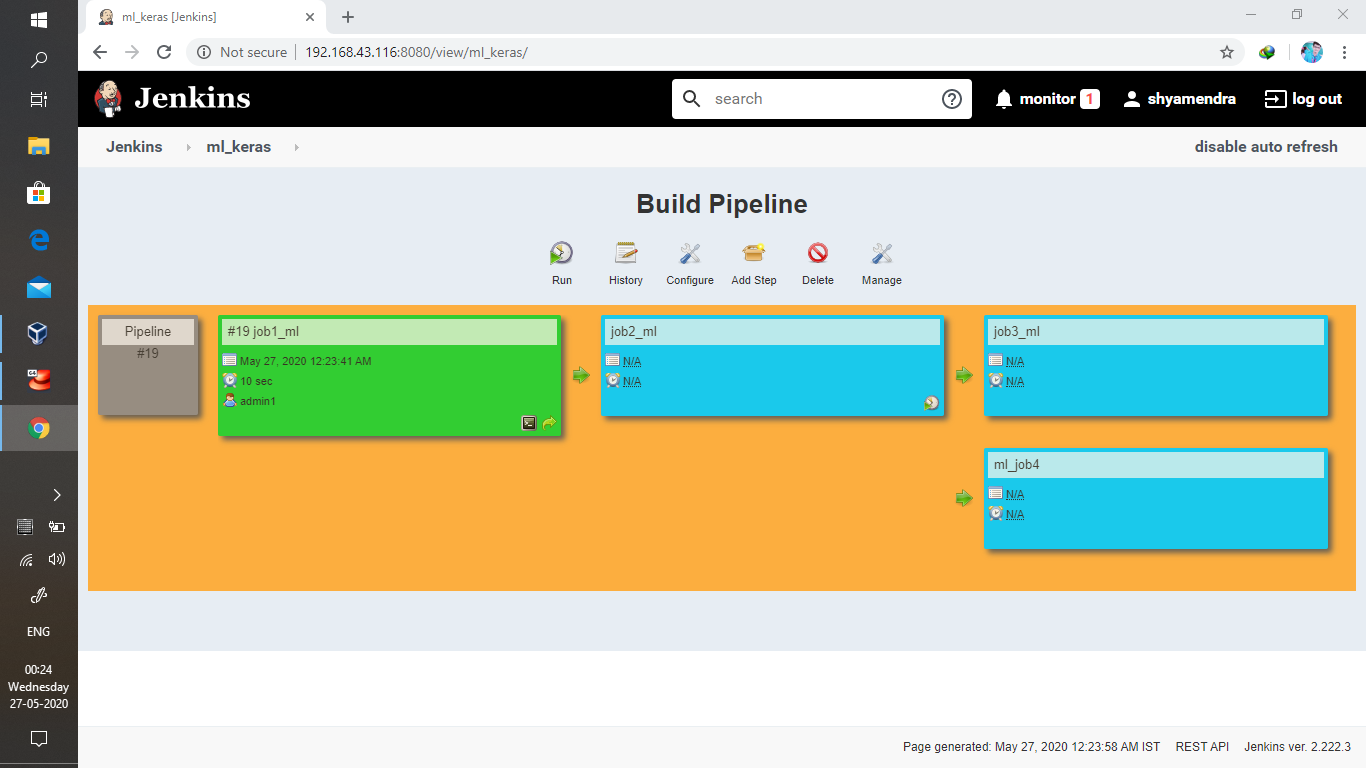 ml_keras [Jenkins]
Not secure
192.168.43.116:8080/view/ml_keras/
Jenkins
search
monitor 1
shyamendra
log out
Jenkins
ml_keras
disable auto refresh
Build Pipeline
Run
History
Configure
Add Step
Delete
Manage
Pipeline
#19
#19 job1_ml
May 27, 2020 12:23:41 AM
10 sec
admin1
job2_ml
N/A
N/A
job3_ml
N/A
N/A
ml_job4
N/A
N/A
64
ENG
00:24
Wednesday
27-05-2020
Page generated: May 27, 2020 12:23:58 AM IST
REST API
Jenkins ver. 2.222.3